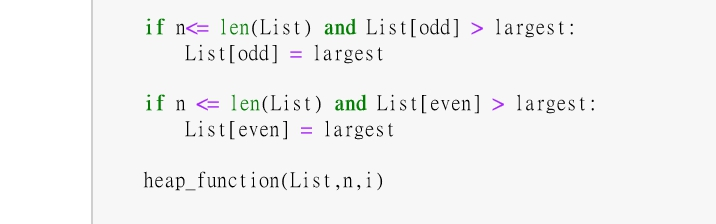 if n<= len(List) and List[odd] > largest:
List[odd] = largest
if n <= len(List) and List[even] > largest:
List[even] = largest
heap_function(List,n,i)